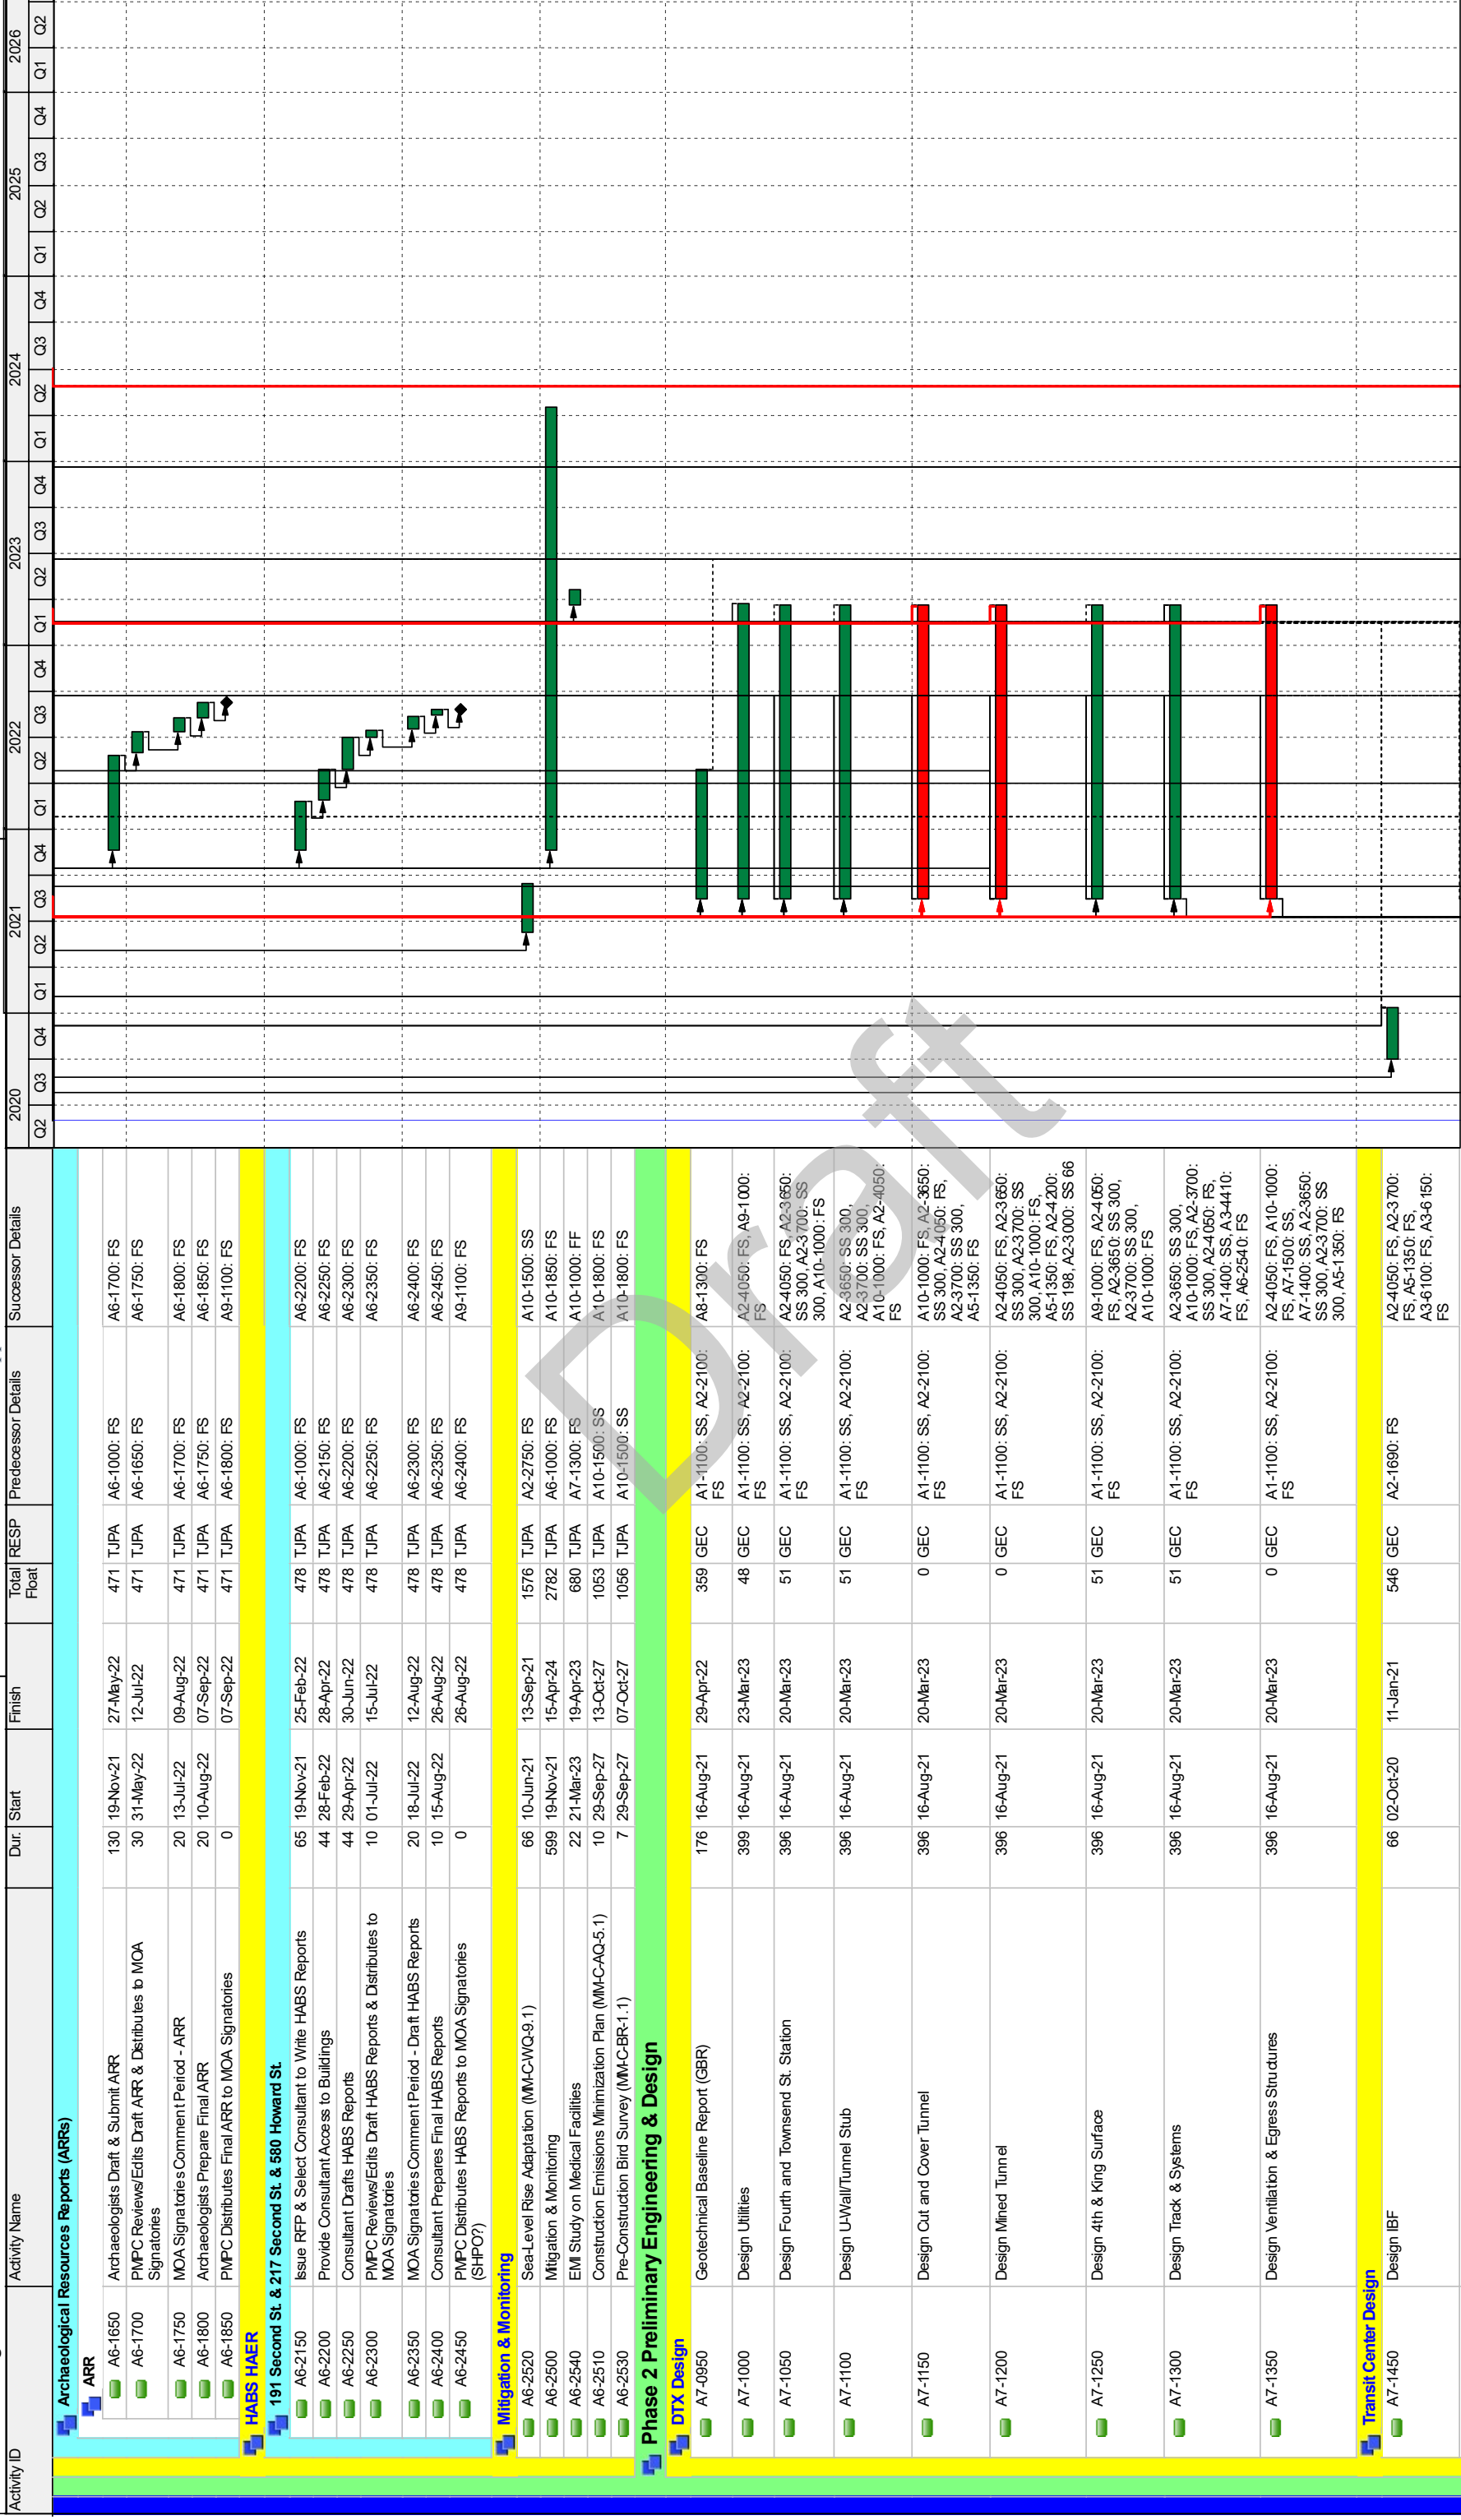 Activity ID Activity Name Dur. Start Finish Total Float RESP Predecessor Details Successor Details
2020 2021 2022 2023 2024 2025 2026
Q2 Q3 Q4 Q1 Q2 Q3 Q4 Q1 Q2 Q3 Q4 Q1 Q2 Q3 Q4 Q1 Q2 Q3 Q4 Q1 Q2 Q3 Q4 Q1 Q2
Archaeological Resources Reports (ARRs)
ARR
A6-1650 Archaeologists Draft & Submit ARR 130 19-Nov-21 27-May-22 471 TJPA A6-1000: FS A6-1700: FS
A6-1700 PMPC Reviews/Edits Draft ARR & Distributes to MOA 30 31-May-22 12-Jul-22 471 TJPA A6-1650: FS A6-1750: FS
Signatories
A6-1750 MOA Signatories Comment Period - ARR 20 13-Jul-22 09-Aug-22 471 TJPA A6-1700: FS A6-1800: FS
A6-1800 Archaeologists Prepare Final ARR 20 10-Aug-22 07-Sep-22 471 TJPA A6-1750: FS A6-1850: FS
A6-1850 PMPC Distributes Final ARR to MOA Signatories 0 07-Sep-22 471 TJPA A6-1800: FS A9-1100: FS
HABS HAER
191 Second St. & 217 Second St. & 580 Howard St.
A6-2150 Issue RFP & Select Consultant to Write HABS Reports 65 19-Nov-21 25-Feb-22 478 TJPA A6-1000: FS A6-2200: FS
A6-2200 Provide Consultant Access to Buildings 44 28-Feb-22 28-Apr-22 478 TJPA A6-2150: FS A6-2250: FS
A6-2250 Consultant Drafts HABS Reports 44 29-Apr-22 30-Jun-22 478 TJPA A6-2200: FS A6-2300: FS
A6-2300 PMPC Reviews/Edits Draft HABS Reports & Distributes to 10 01-Jul-22 15-Jul-22 478 TJPA A6-2250: FS A6-2350: FS
MOA Signatories
A6-2350 MOA Signatories Comment Period - Draft HABS Reports 20 18-Jul-22 12-Aug-22 478 TJPA A6-2300: FS A6-2400: FS
A6-2400 Consultant Prepares Final HABS Reports 10 15-Aug-22 26-Aug-22 478 TJPA A6-2350: FS A6-2450: FS
A6-2450 PMPC Distributes HABS Reports to MOA Signatories 0 26-Aug-22 478 TJPA A6-2400: FS A9-1100: FS
(SHPO?)
Mitigation & Monitoring
A6-2520 Sea-Level Rise Adaptation (MM-C-WQ-9.1) 66 10-Jun-21 13-Sep-21 1576 TJPA A2-2750: FS A10-1500: SS
A6-2500 Mitigation & Monitoring 599 19-Nov-21 15-Apr-24 2782 TJPA A6-1000: FS A10-1850: FS
A6-2540 EMI Study on Medical Facilities 22 21-Mar-23 19-Apr-23 680 TJPA A7-1300: FS A10-1000: FF
A6-2510 Construction Emissions Minimization Plan (MM-C-AQ-5.1) 10 29-Sep-27 13-Oct-27 1053 TJPA A10-1500: SS A10-1800: FS
A6-2530 Pre-Construction Bird Survey (MM-C-BR-1.1) 7 29-Sep-27 07-Oct-27 1056 TJPA A10-1500: SS A10-1800: FS
Phase 2 Preliminary Engineering & Design
DTX Design
A7-0950 Geotechnical Baseline Report (GBR) 176 16-Aug-21 29-Apr-22 359 GEC A1-1100: SS, A2-2100: A8-1300: FS
FS
A7-1000 Design Utilities 399 16-Aug-21 23-Mar-23 48 GEC A1-1100: SS, A2-2100: A2-4050: FS, A9-1000:
FS FS
A7-1050 Design Fourth and Townsend St. Station 396 16-Aug-21 20-Mar-23 51 GEC A1-1100: SS, A2-2100: A2-4050: FS, A2-3650:
FS SS 300, A2-3700: SS
300, A10-1000: FS
A7-1100 Design U-Wall/Tunnel Stub 396 16-Aug-21 20-Mar-23 51 GEC A1-1100: SS, A2-2100: A2-3650: SS 300,
FS A2-3700: SS 300,
A10-1000: FS, A2-4050:
FS
A7-1150 Design Cut and Cover Tunnel 396 16-Aug-21 20-Mar-23 0 GEC A1-1100: SS, A2-2100: A10-1000: FS, A2-3650:
FS SS 300, A2-4050: FS,
A2-3700: SS 300,
A5-1350: FS
A7-1200 Design Mined Tunnel 396 16-Aug-21 20-Mar-23 0 GEC A1-1100: SS, A2-2100: A2-4050: FS, A2-3650:
FS SS 300, A2-3700: SS
300, A10-1000: FS,
A5-1350: FS, A2-4200:
SS 198, A2-3000: SS 66
A7-1250 Design 4th & King Surface 396 16-Aug-21 20-Mar-23 51 GEC A1-1100: SS, A2-2100: A9-1000: FS, A2-4050:
FS FS, A2-3650: SS 300,
A2-3700: SS 300,
A10-1000: FS
A7-1300 Design Track & Systems 396 16-Aug-21 20-Mar-23 51 GEC A1-1100: SS, A2-2100: A2-3650: SS 300,
FS A10-1000: FS, A2-3700:
SS 300, A2-4050: FS,
A7-1400: SS, A3-4410:
FS, A6-2540: FS
A7-1350 Design Ventilation & Egress Structures 396 16-Aug-21 20-Mar-23 0 GEC A1-1100: SS, A2-2100: A2-4050: FS, A10-1000:
FS FS, A7-1500: SS,
A7-1400: SS, A2-3650:
SS 300, A2-3700: SS
300, A5-1350: FS
Transit Center Design
A7-1450 Design IBF 66 02-Oct-20 11-Jan-21 546 GEC A2-1690: FS A2-4050: FS, A2-3700:
FS, A5-1350: FS,
A3-6100: FS, A3-6150:
FS
Draft